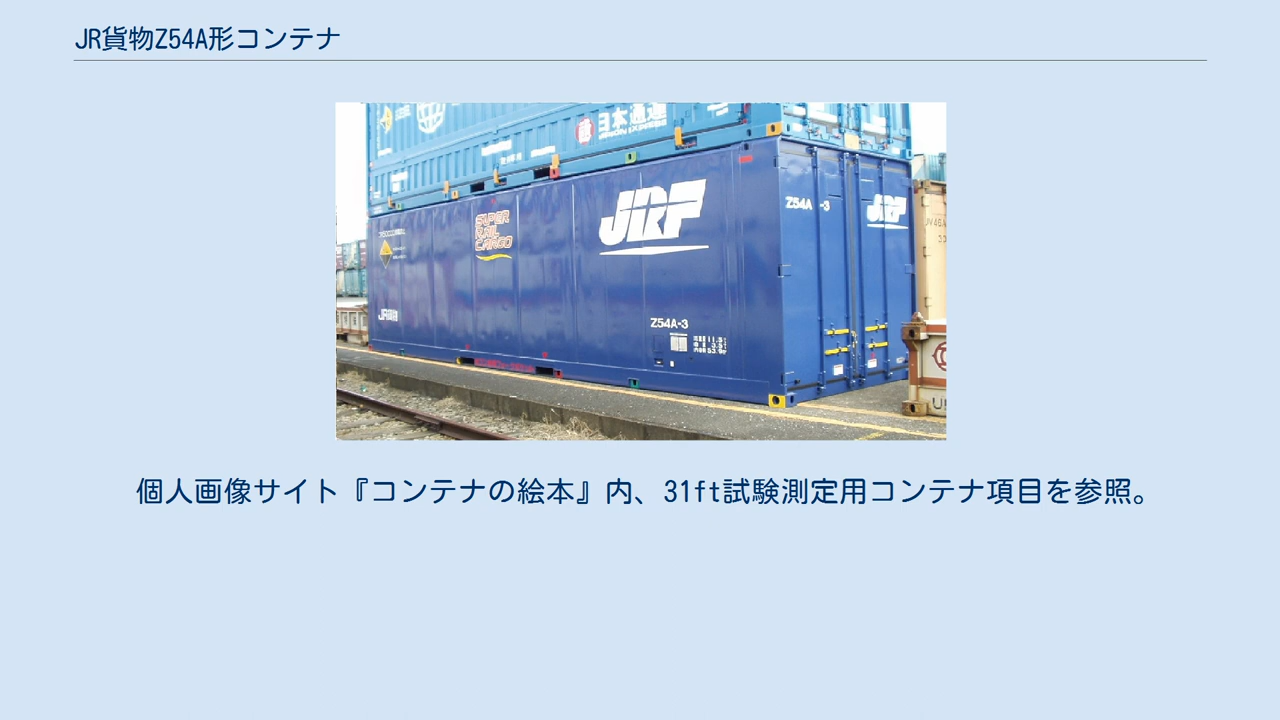 JR貨物Z54A形コンテナ
日本通運
NIPPON EXPRESS
SUPER
RAIL
CARGO
JRF
Z54A -3
JRF
JR貨物
Z54A-3
個人画像サイト『コンテナの絵本』内、31ft試験測定用コンテナ項目を参照。